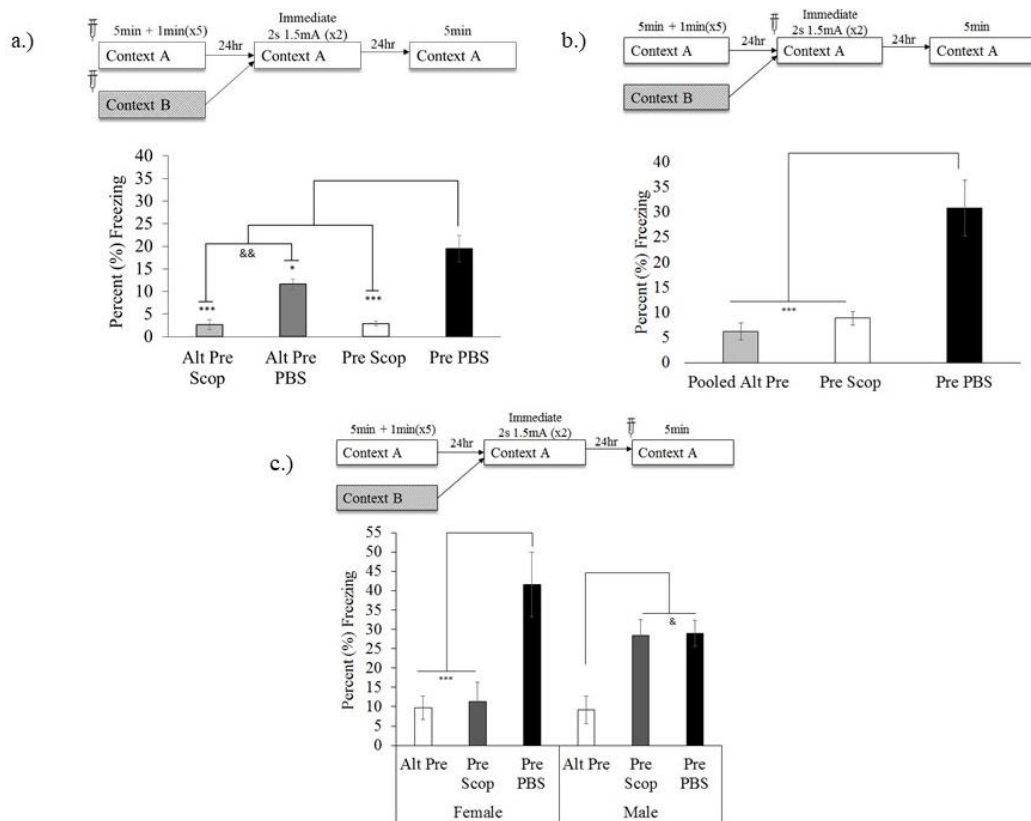 a.)
5min + 1min(x5)
24hr
Immediate
2s 1.5mA (x2)
24hr
5min
Context A
Context A
Context A
Context B
Percent (%) Freezing
40
35
30
25
20
15
10
5
0
&&
***
*
***
Alt Pre
Scop
Alt Pre
PBS
Pre Scop
Pre PBS
b.)
5min + 1min(x5)
24hr
Immediate
2s 1.5mA (x2)
24hr
5min
Context A
Context A
Context A
Context B
Percent (%) Freezing
40
35
30
25
20
15
10
5
0
***
Pooled Alt Pre
Pre Scop
Pre PBS
c.)
5min + 1min(x5)
24hr
Immediate
2s 1.5mA (x2)
24hr
5min
Context A
Context A
Context A
Context B
Percent (%) Freezing
55
50
45
40
35
30
25
20
15
10
5
0
***
&
Alt Pre
Pre
Scop
Pre
PBS
Alt Pre
Pre
Scop
Pre
PBS
Female
Male